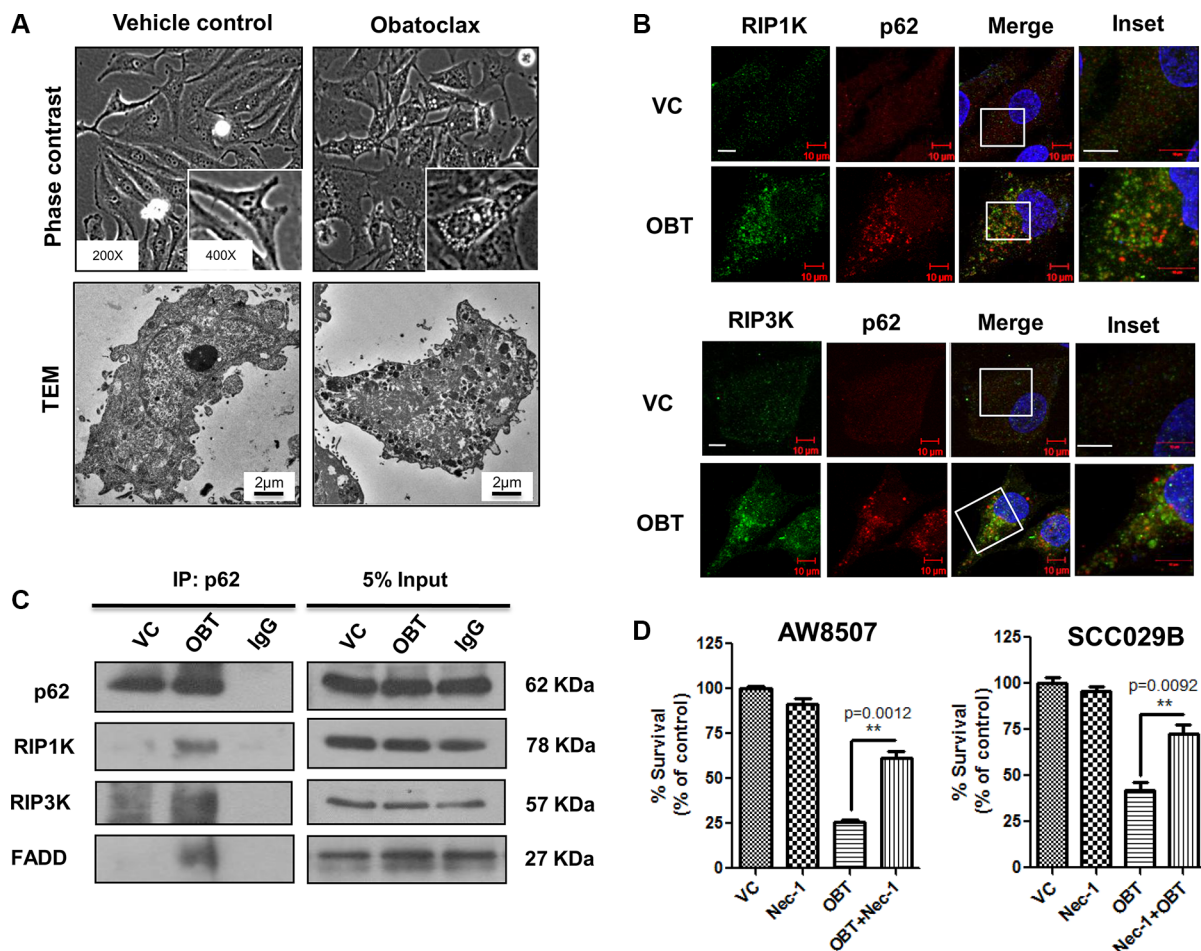 A
Vehicle control
Obatoclax
Phase contrast
200X
400X
TEM
2µm
2µm
B
RIP1K
p62
Merge
Inset
VC
10 µm
10 µm
10 µm
OBT
10 µm
10 µm
10 µm
RIP3K
p62
Merge
Inset
VC
10 µm
10 µm
10 µm
OBT
10 µm
10 µm
10 µm
C
IP: p62
5% Input
VC
OBT
IgG
VC
OBT
IgG
p62
62 KDa
RIP1K
78 KDa
RIP3K
57 KDa
FADD
27 KDa
D
AW8507
% Survival
(% of control)
125
100
75
50
25
0
p=0.0012
**
VC
Nec-1
OBT
OBT+Nec-1
SCC029B
% Survival
(% of control)
125
100
75
50
25
0
p=0.0092
**
VC
Nec-1
OBT
Nec-1+OBT